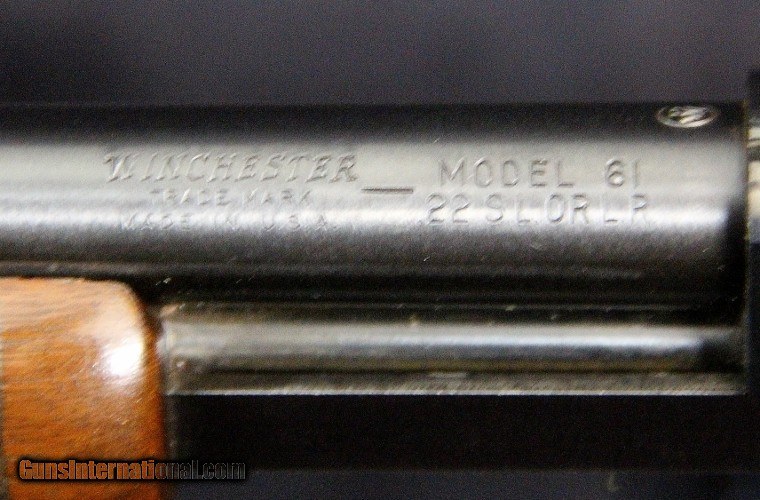 WINCHESTER
TRADE MARK
MADE IN U.S.A.
— MODEL 61
.22 S.L.OR L.R.
GunsInternational.com